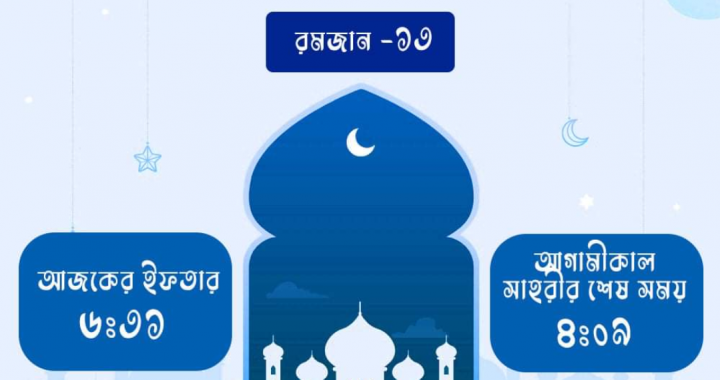 রমজান -১৩
আজকের ইফতার
৬:৩১
আগামীকাল
সাহরীর শেষ সময়
৪:০৯